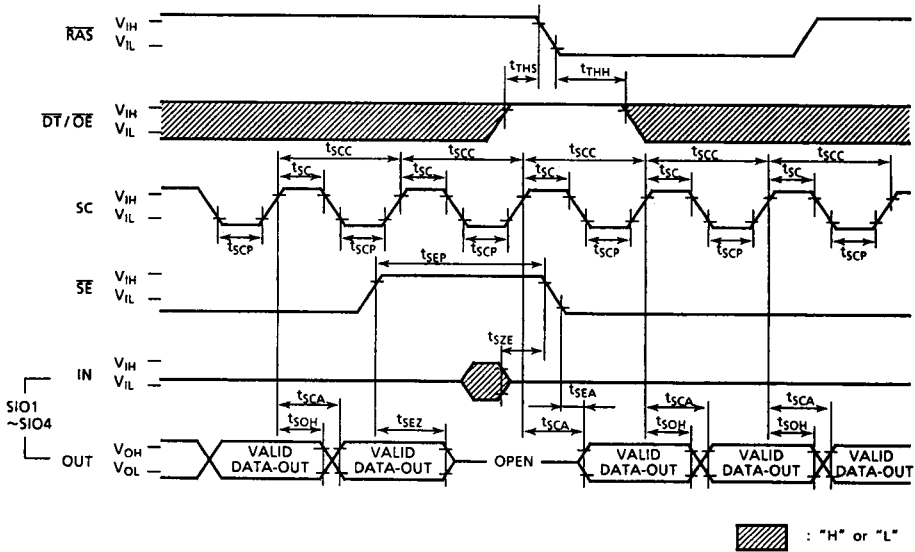 RAS VIH
VIL
tTHS tTHH
DT/OE VIH
VIL
tSCC tSCC tSCC tSCC tSCC
tSC tSC tSC tSC tSC
SC VIH
VIL
tSCP tSCP tSCP tSCP tSCP tSCP
tSEP
SE VIH
VIL
tSZE
IN VIH
VIL
tSEA
SIO1
~SIO4
tSCA tSEZ tSCA tSCA tSCA
tSOH tSOH tSOH
OUT VOH
VOL
VALID DATA-OUT
VALID DATA-OUT
OPEN
VALID DATA-OUT
VALID DATA-OUT
VALID DATA-OUT
VALID DATA-OUT
: "H" or "L"